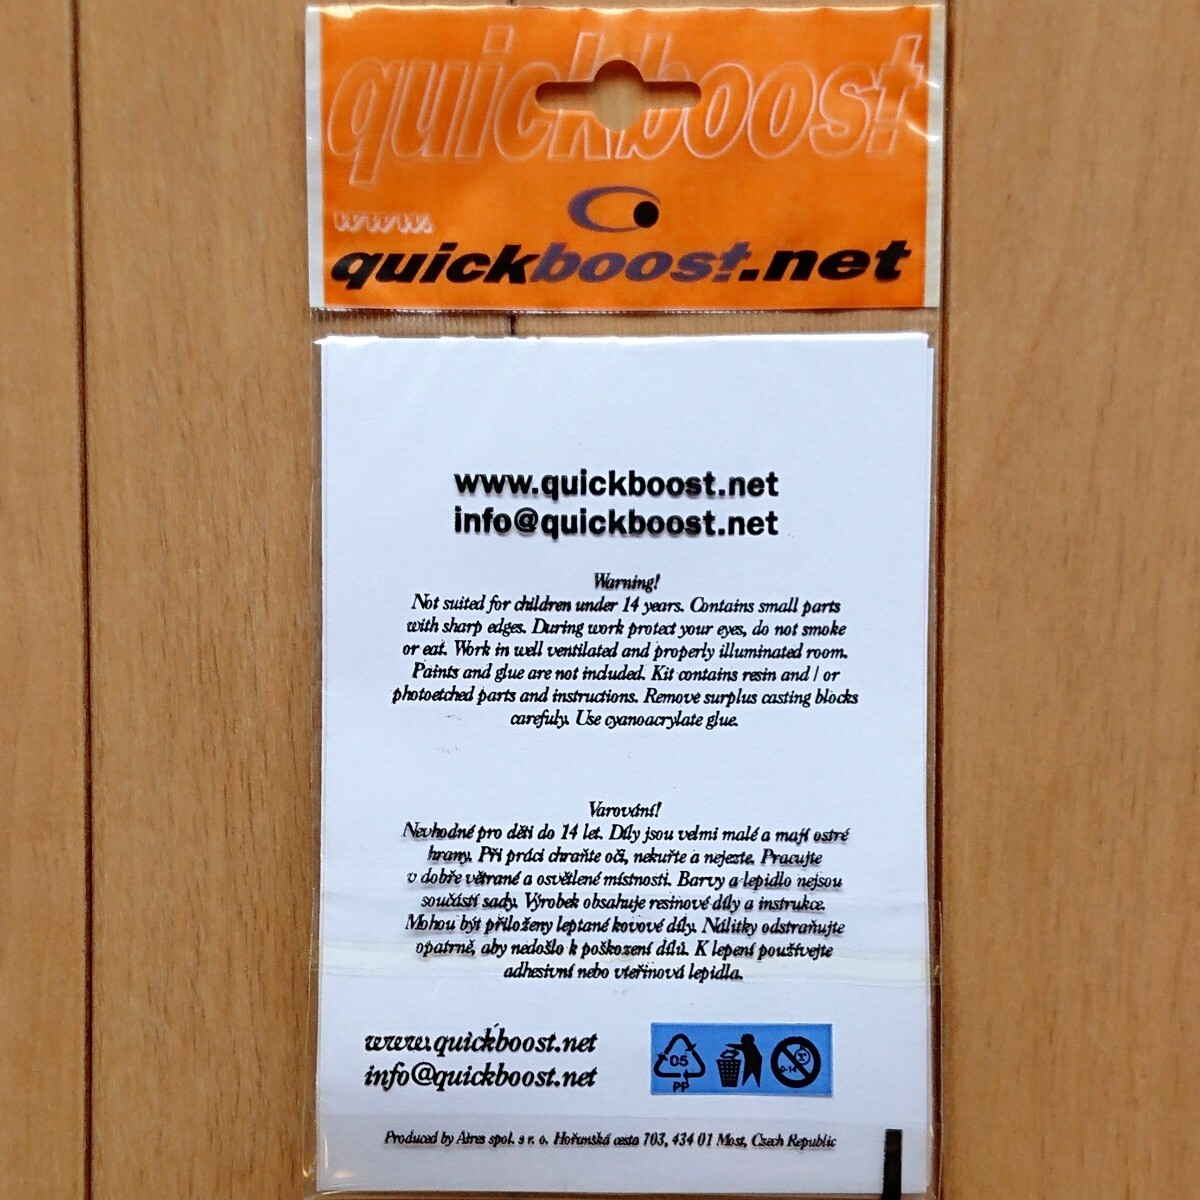 quickboost
www.
quickboost.net
www.quickboost.net
info@quickboost.net
Warning!
Not suited for children under 14 years. Contains small parts
with sharp edges. During work protect your eyes, do not smoke
or eat. Work in well ventilated and properly illuminated room.
Paints and glue are not included. Kit contains resin and / or
photoetched parts and instructions. Remove surplus casting blocks
carefuly. Use cyanoacrylate glue.
Varování!
Nevhodné pro děti do 14 let. Díly jsou velmi malé a mají ostré
hrany. Při práci chraňte oči, nekuřte a nejezte. Pracujte
v dobře větrané a osvětlené místnosti. Barvy a lepidlo nejsou
součástí sady. Výrobek obsahuje resinové díly a instrukce.
Mohou být přiloženy leptané kovové díly. Nálitky odstraňujte
opatrně, aby nedošlo k poškození dílů. K lepení používejte
adhesivní nebo vteřinová lepidla.
www.quickboost.net
info@quickboost.net
05
PP
0-14
Produced by Aires spol. s r. o. Hořanská cesta 703, 434 01 Most, Czech Republic